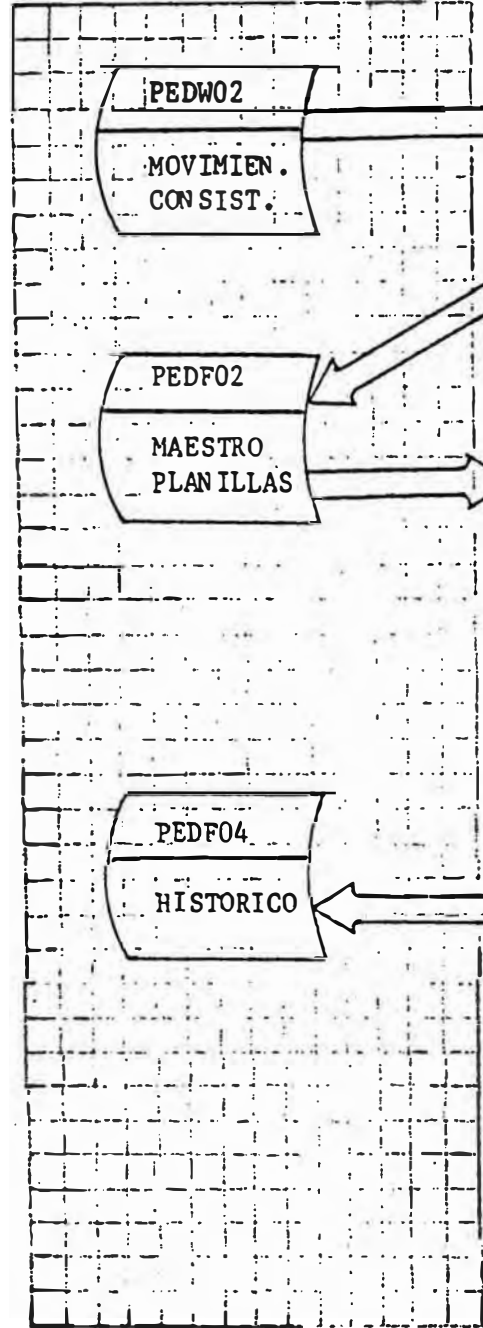 PEDW02
MOVIMIEN.
CONSIST.
PEDF02
MAESTRO
PLANILLAS
PEDF04
HISTORICO